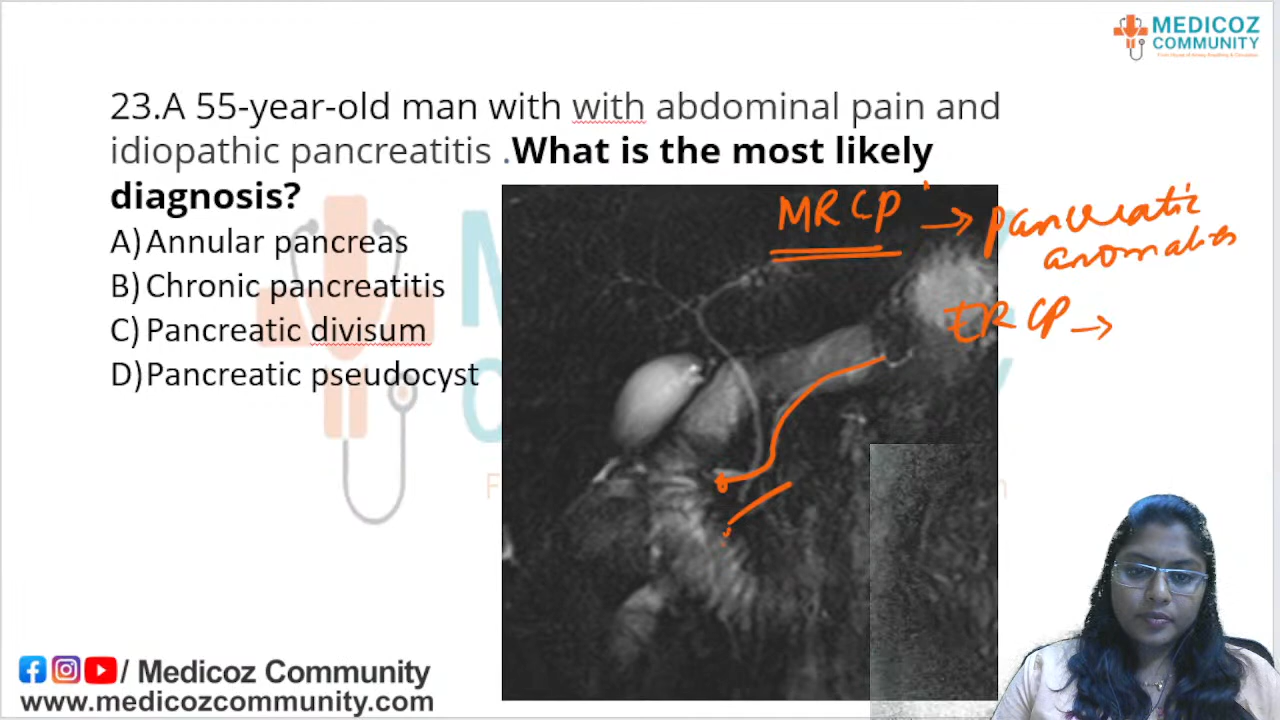 MEDICOZ
COMMUNITY
23.A 55-year-old man with with abdominal pain and
idiopathic pancreatitis .What is the most likely
diagnosis?
A) Annular pancreas
B) Chronic pancreatitis
C) Pancreatic divisum
D) Pancreatic pseudocyst
MRCP → pancreatic
anomalies
ERCP →
/ Medicoz Community
www.medicozcommunity.com